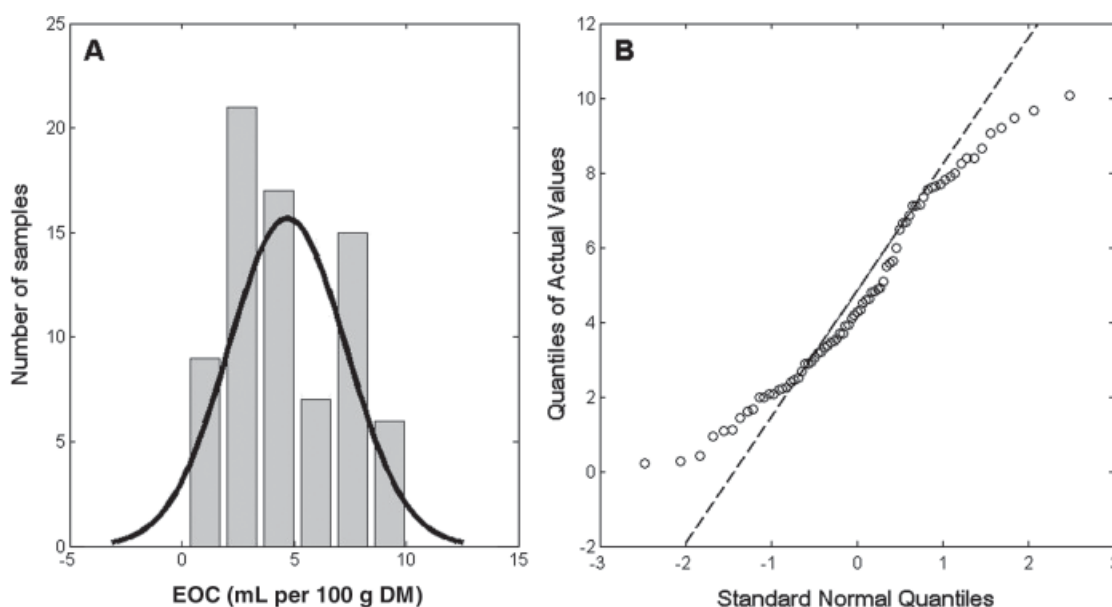 A
25
20
15
10
5
0
-5 0 5 10 15
Number of samples
EOC (mL per 100 g DM)
B
12
10
8
6
4
2
0
-2
-3 -2 -1 0 1 2 3
Quantiles of Actual Values
Standard Normal Quantiles